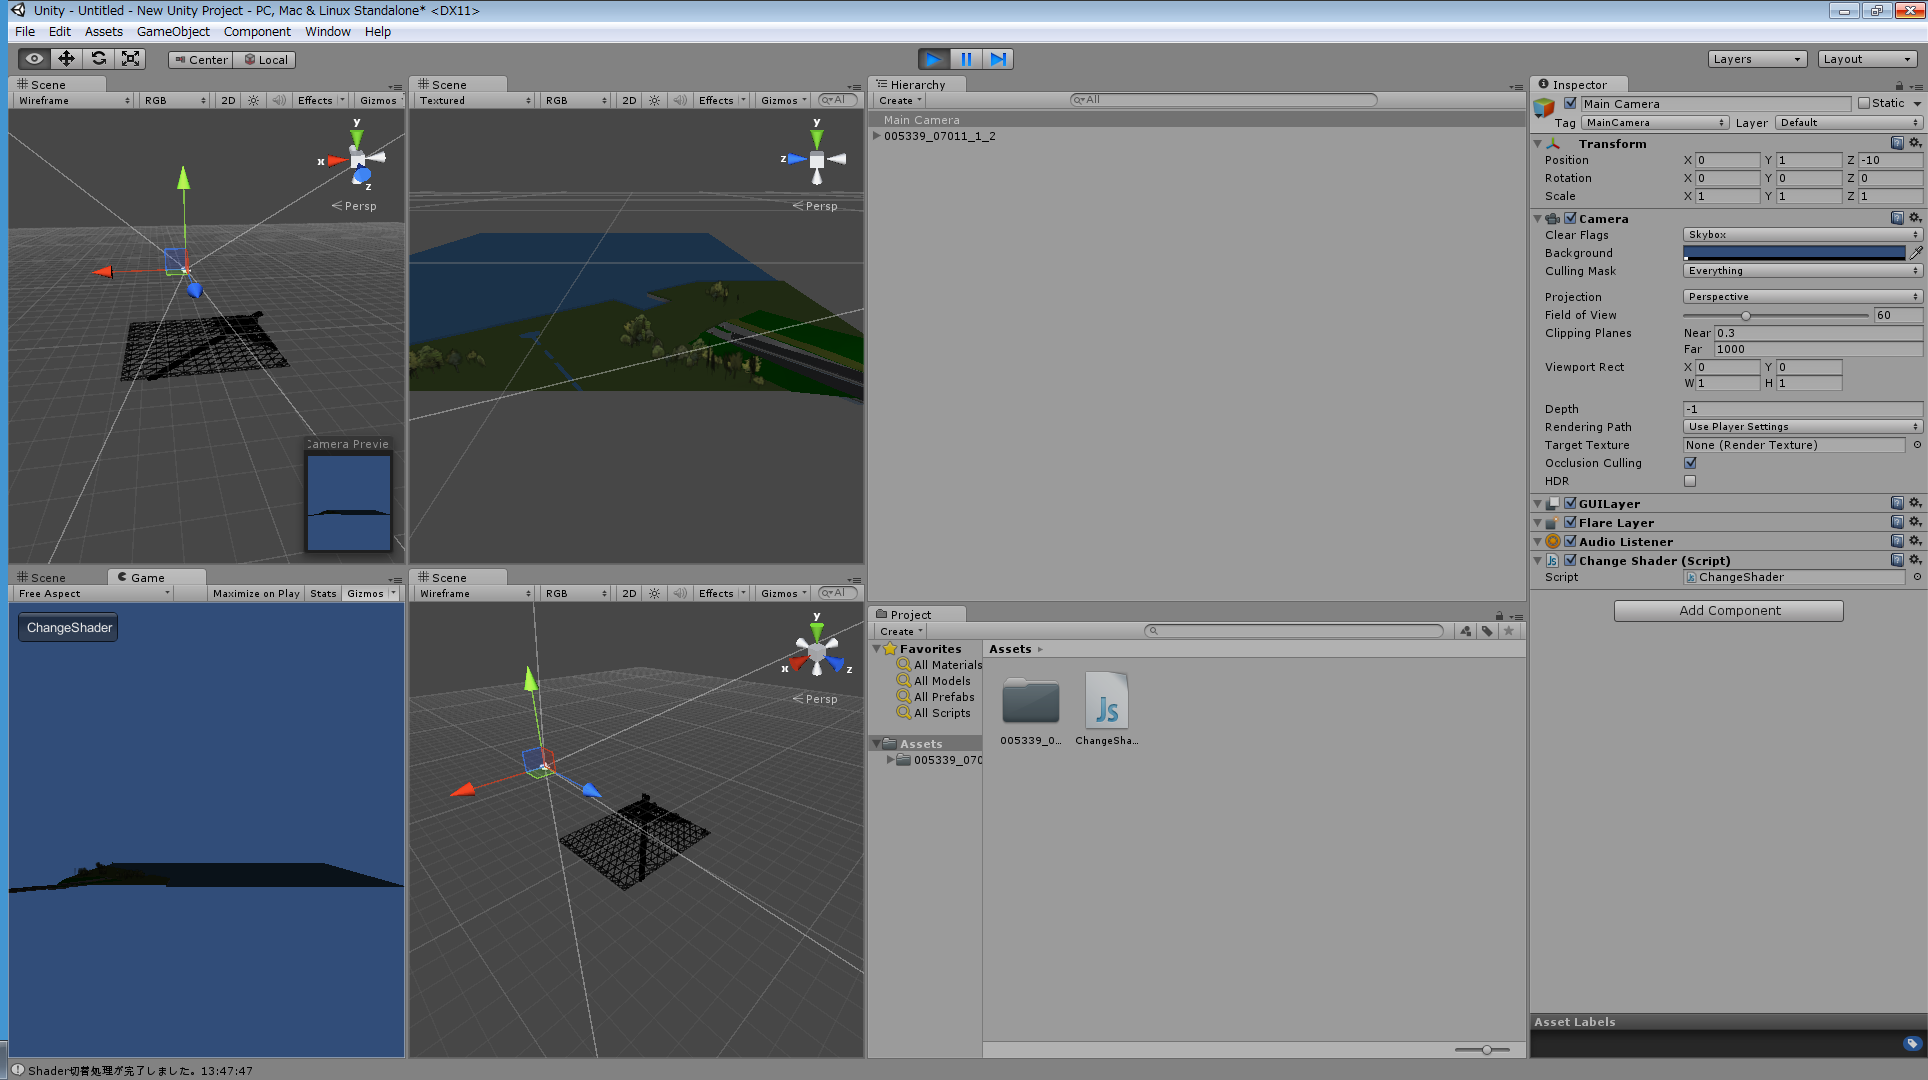 Unity - Untitled - New Unity Project - PC, Mac & Linux Standalone* <DX11>
File Edit Assets GameObject Component Window Help
Center Local
Layers Layout
Scene
Wireframe RGB 2D Effects Gizmos
y
x
z
Persp
Camera Previe
Scene
Textured RGB 2D Effects Gizmos All
y
z
Persp
Hierarchy
Create All
Main Camera
005339_07011_1_2
Inspector
Main Camera Static
Tag MainCamera Layer Default
Transform
Position X 0 Y 1 Z -10
Rotation X 0 Y 0 Z 0
Scale X 1 Y 1 Z 1
Camera
Clear Flags Skybox
Background
Culling Mask Everything
Projection Perspective
Field of View 60
Clipping Planes Near 0.3
Far 1000
Viewport Rect X 0 Y 0
W 1 H 1
Depth -1
Rendering Path Use Player Settings
Target Texture None (Render Texture)
Occlusion Culling
HDR
GUILayer
Flare Layer
Audio Listener
Js Change Shader (Script)
Script ChangeShader
Add Component
Asset Labels
Scene Game
Free Aspect Maximize on Play Stats Gizmos
ChangeShader
Scene
Wireframe RGB 2D Effects Gizmos Al
y
x z
Persp
Project
Create
Favorites
All Materials
All Models
All Prefabs
All Scripts
Assets
005339_070
Assets
Js
005339_0... ChangeSha...
Shader切替処理が完了しました。13:47:47